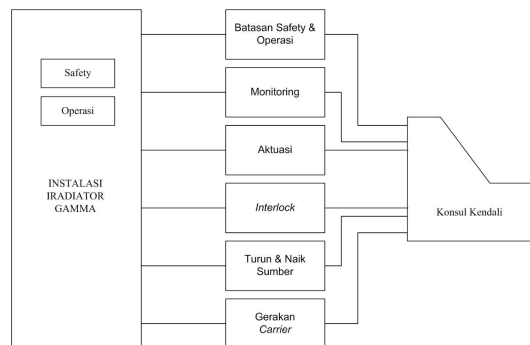 Safety
Operasi
INSTALASI
IRADIATOR
GAMMA
Batasan Safety &
Operasi
Monitoring
Aktuasi
Interlock
Turun & Naik
Sumber
Gerakan
Carrier
Konsul Kendali